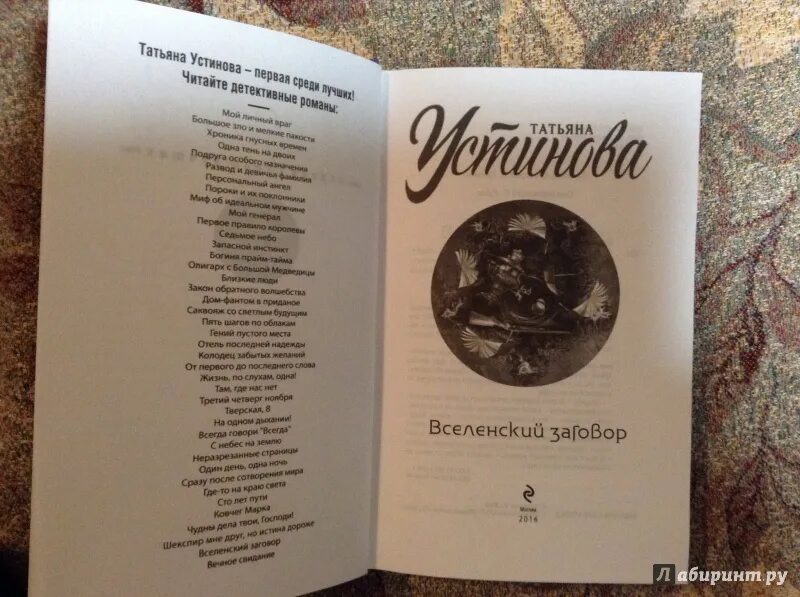 Татьяна Устинова – первая среди лучших!
Читайте детективные романы:
Мой личный враг
Большое зло и мелкие пакости
Хроника гнусных времен
Одна тень на двоих
Подруга особого назначения
Развод и девичья фамилия
Персональный ангел
Пороки и их поклонники
Миф об идеальном мужчине
Мой генерал
Первое правило королевы
Седьмое небо
Запасной инстинкт
Богиня прайм-тайма
Олигарх с Большой Медведицы
Близкие люди
Закон обратного волшебства
Дом-фантом в приданое
Саквояж со светлым будущим
Пять шагов по облакам
Гений пустого места
Отель последней надежды
Колодец забытых желаний
От первого до последнего слова
Жизнь, по слухам, одна!
Там, где нас нет
Третий четверг ноября
Тверская, 8
На одном дыхании!
Всегда говори "Всегда"
С небес на землю
Неразрезанные страницы
Один день, одна ночь
Сразу после сотворения мира
Где-то на краю света
Сто лет пути
Ковчег Марка
Чудны дела твои, Господи!
Шекспир мне друг, но истина дороже
Вселенский заговор
Вечное свидание
ТАТЬЯНА
Устинова
Вселенский заговор
Москва
2016
Лабиринт.ру